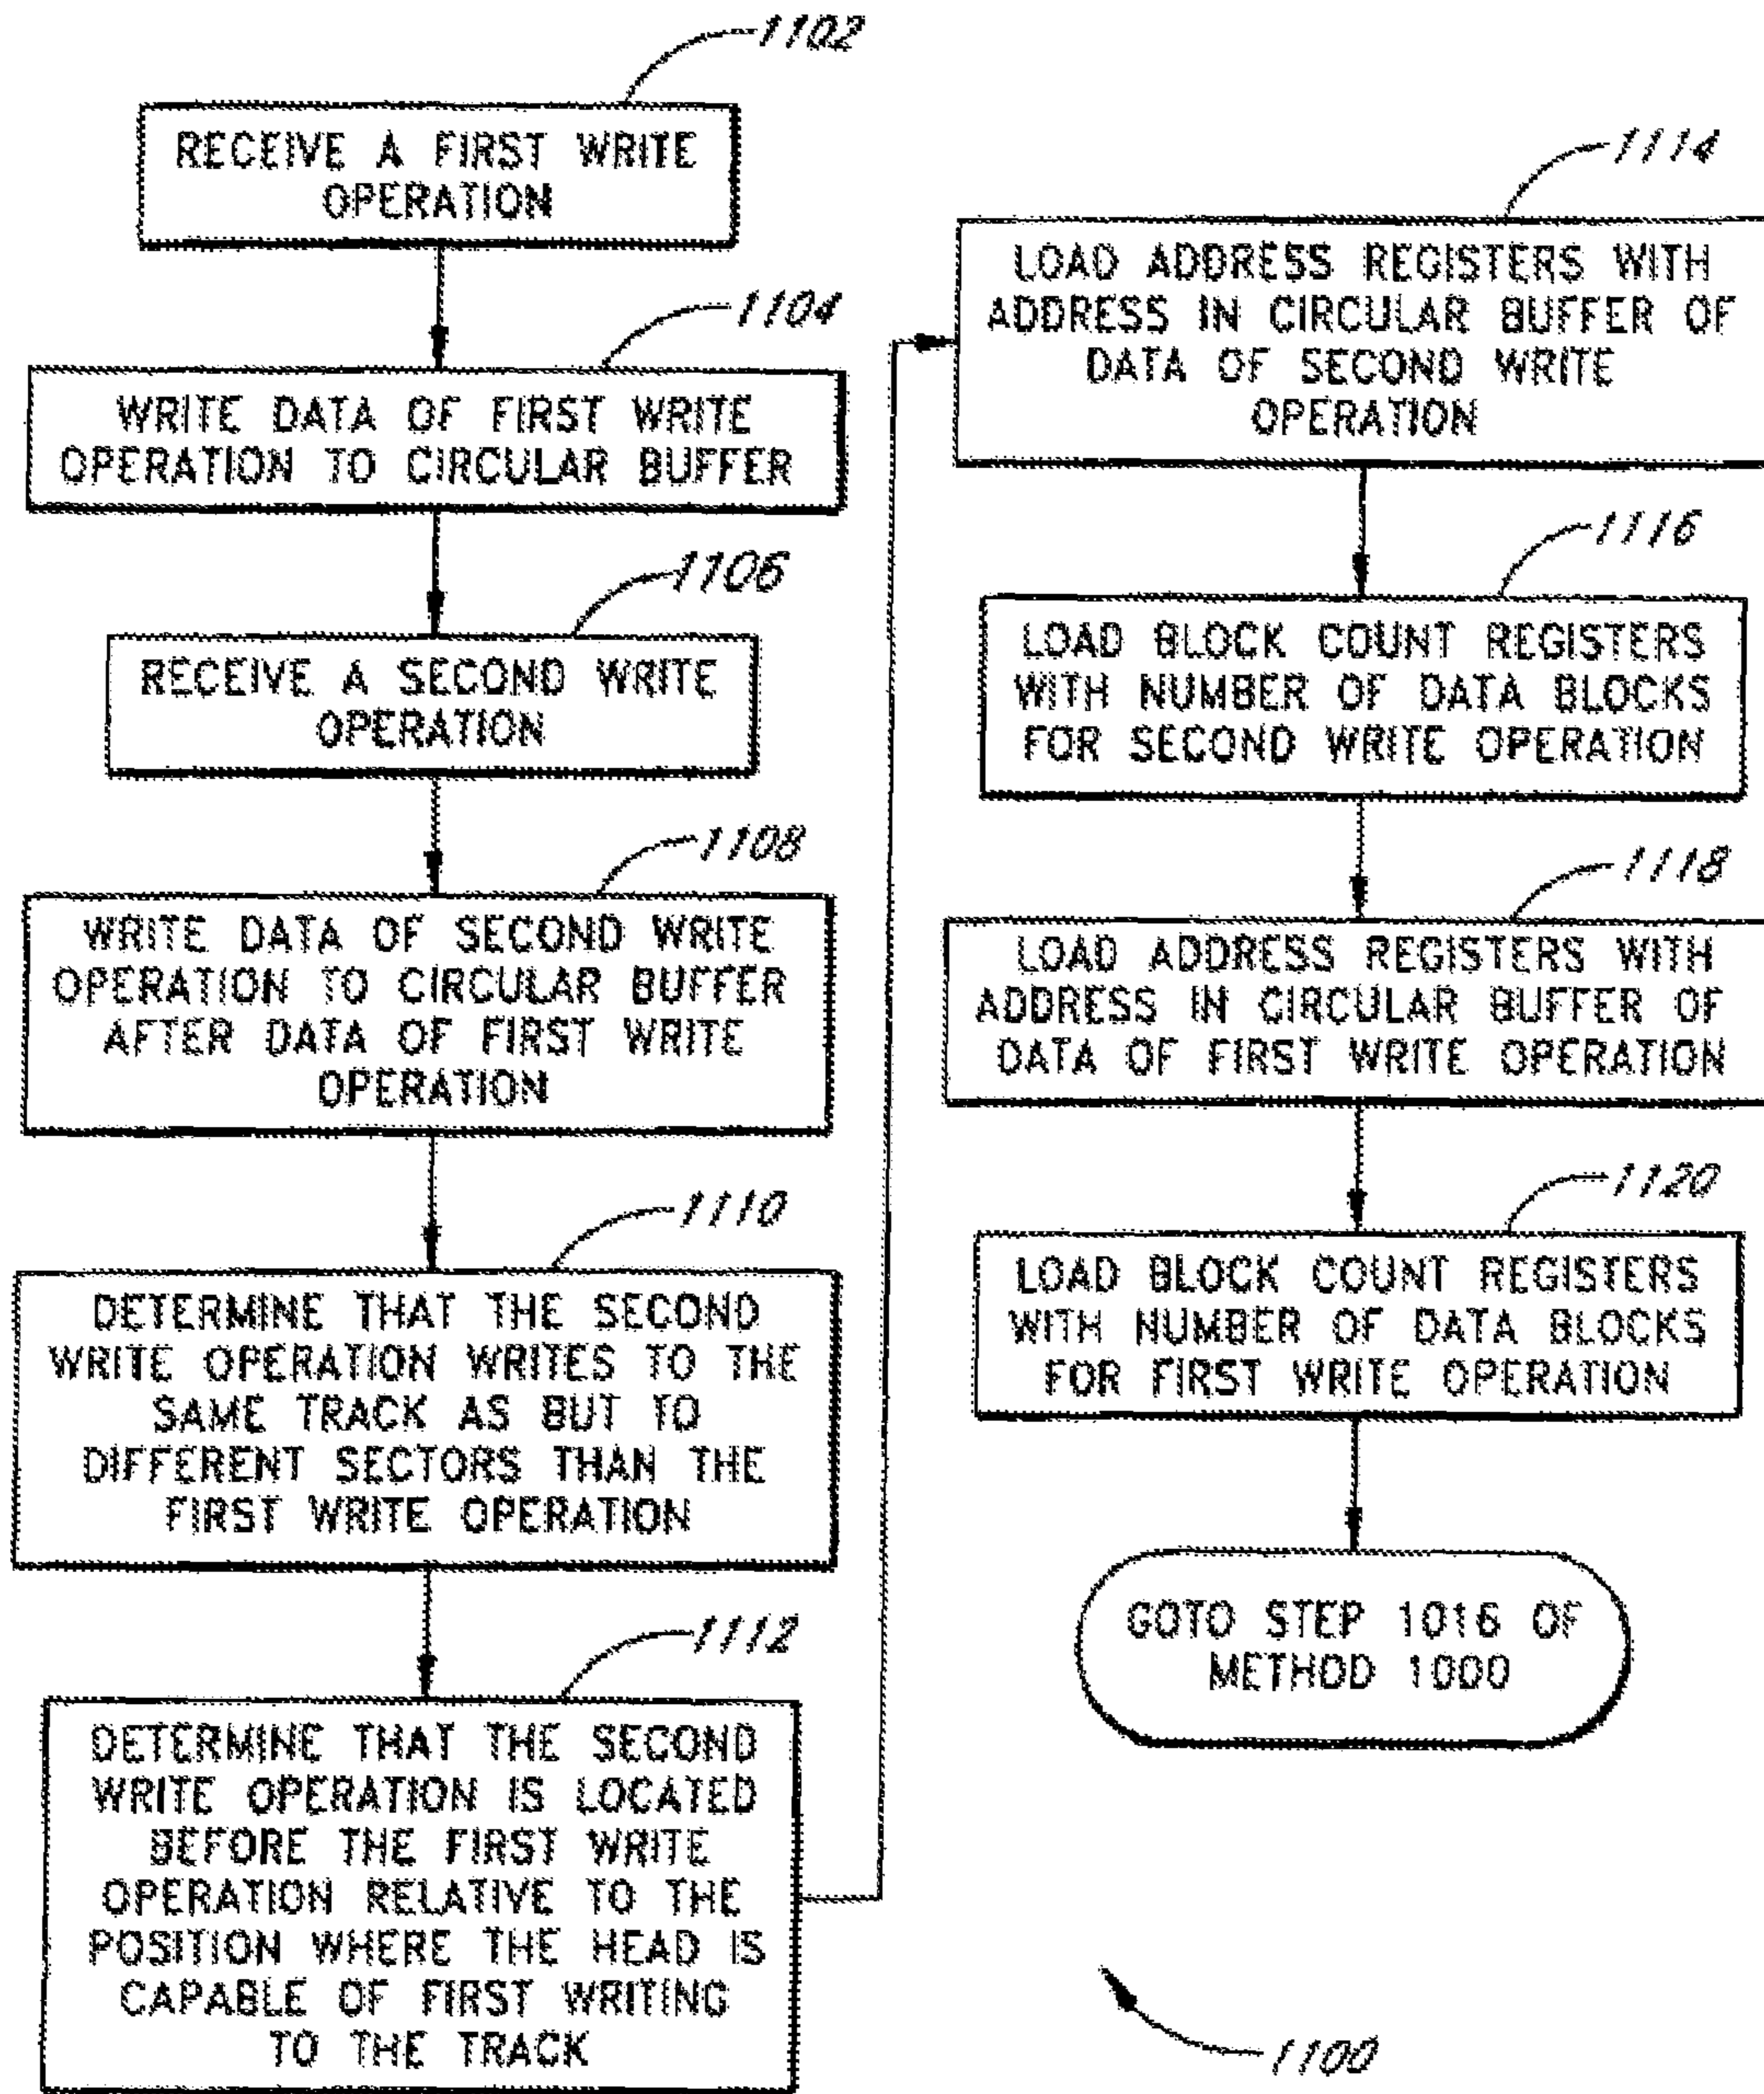 1102
RECEIVE A FIRST WRITE
OPERATION
1104
WRITE DATA OF FIRST WRITE
OPERATION TO CIRCULAR BUFFER
1106
RECEIVE A SECOND WRITE
OPERATION
1108
WRITE DATA OF SECOND WRITE
OPERATION TO CIRCULAR BUFFER
AFTER DATA OF FIRST WRITE
OPERATION
1110
DETERMINE THAT THE SECOND
WRITE OPERATION WRITES TO THE
SAME TRACK AS BUT TO
DIFFERENT SECTORS THAN THE
FIRST WRITE OPERATION
1112
DETERMINE THAT THE SECOND
WRITE OPERATION IS LOCATED
BEFORE THE FIRST WRITE
OPERATION RELATIVE TO THE
POSITION WHERE THE HEAD IS
CAPABLE OF FIRST WRITING
TO THE TRACK
1114
LOAD ADDRESS REGISTERS WITH
ADDRESS IN CIRCULAR BUFFER OF
DATA OF SECOND WRITE
OPERATION
1116
LOAD BLOCK COUNT REGISTERS
WITH NUMBER OF DATA BLOCKS
FOR SECOND WRITE OPERATION
1118
LOAD ADDRESS REGISTERS WITH
ADDRESS IN CIRCULAR BUFFER OF
DATA OF FIRST WRITE OPERATION
1120
LOAD BLOCK COUNT REGISTERS
WITH NUMBER OF DATA BLOCKS
FOR FIRST WRITE OPERATION
GOTO STEP 1016 OF
METHOD 1000
1100